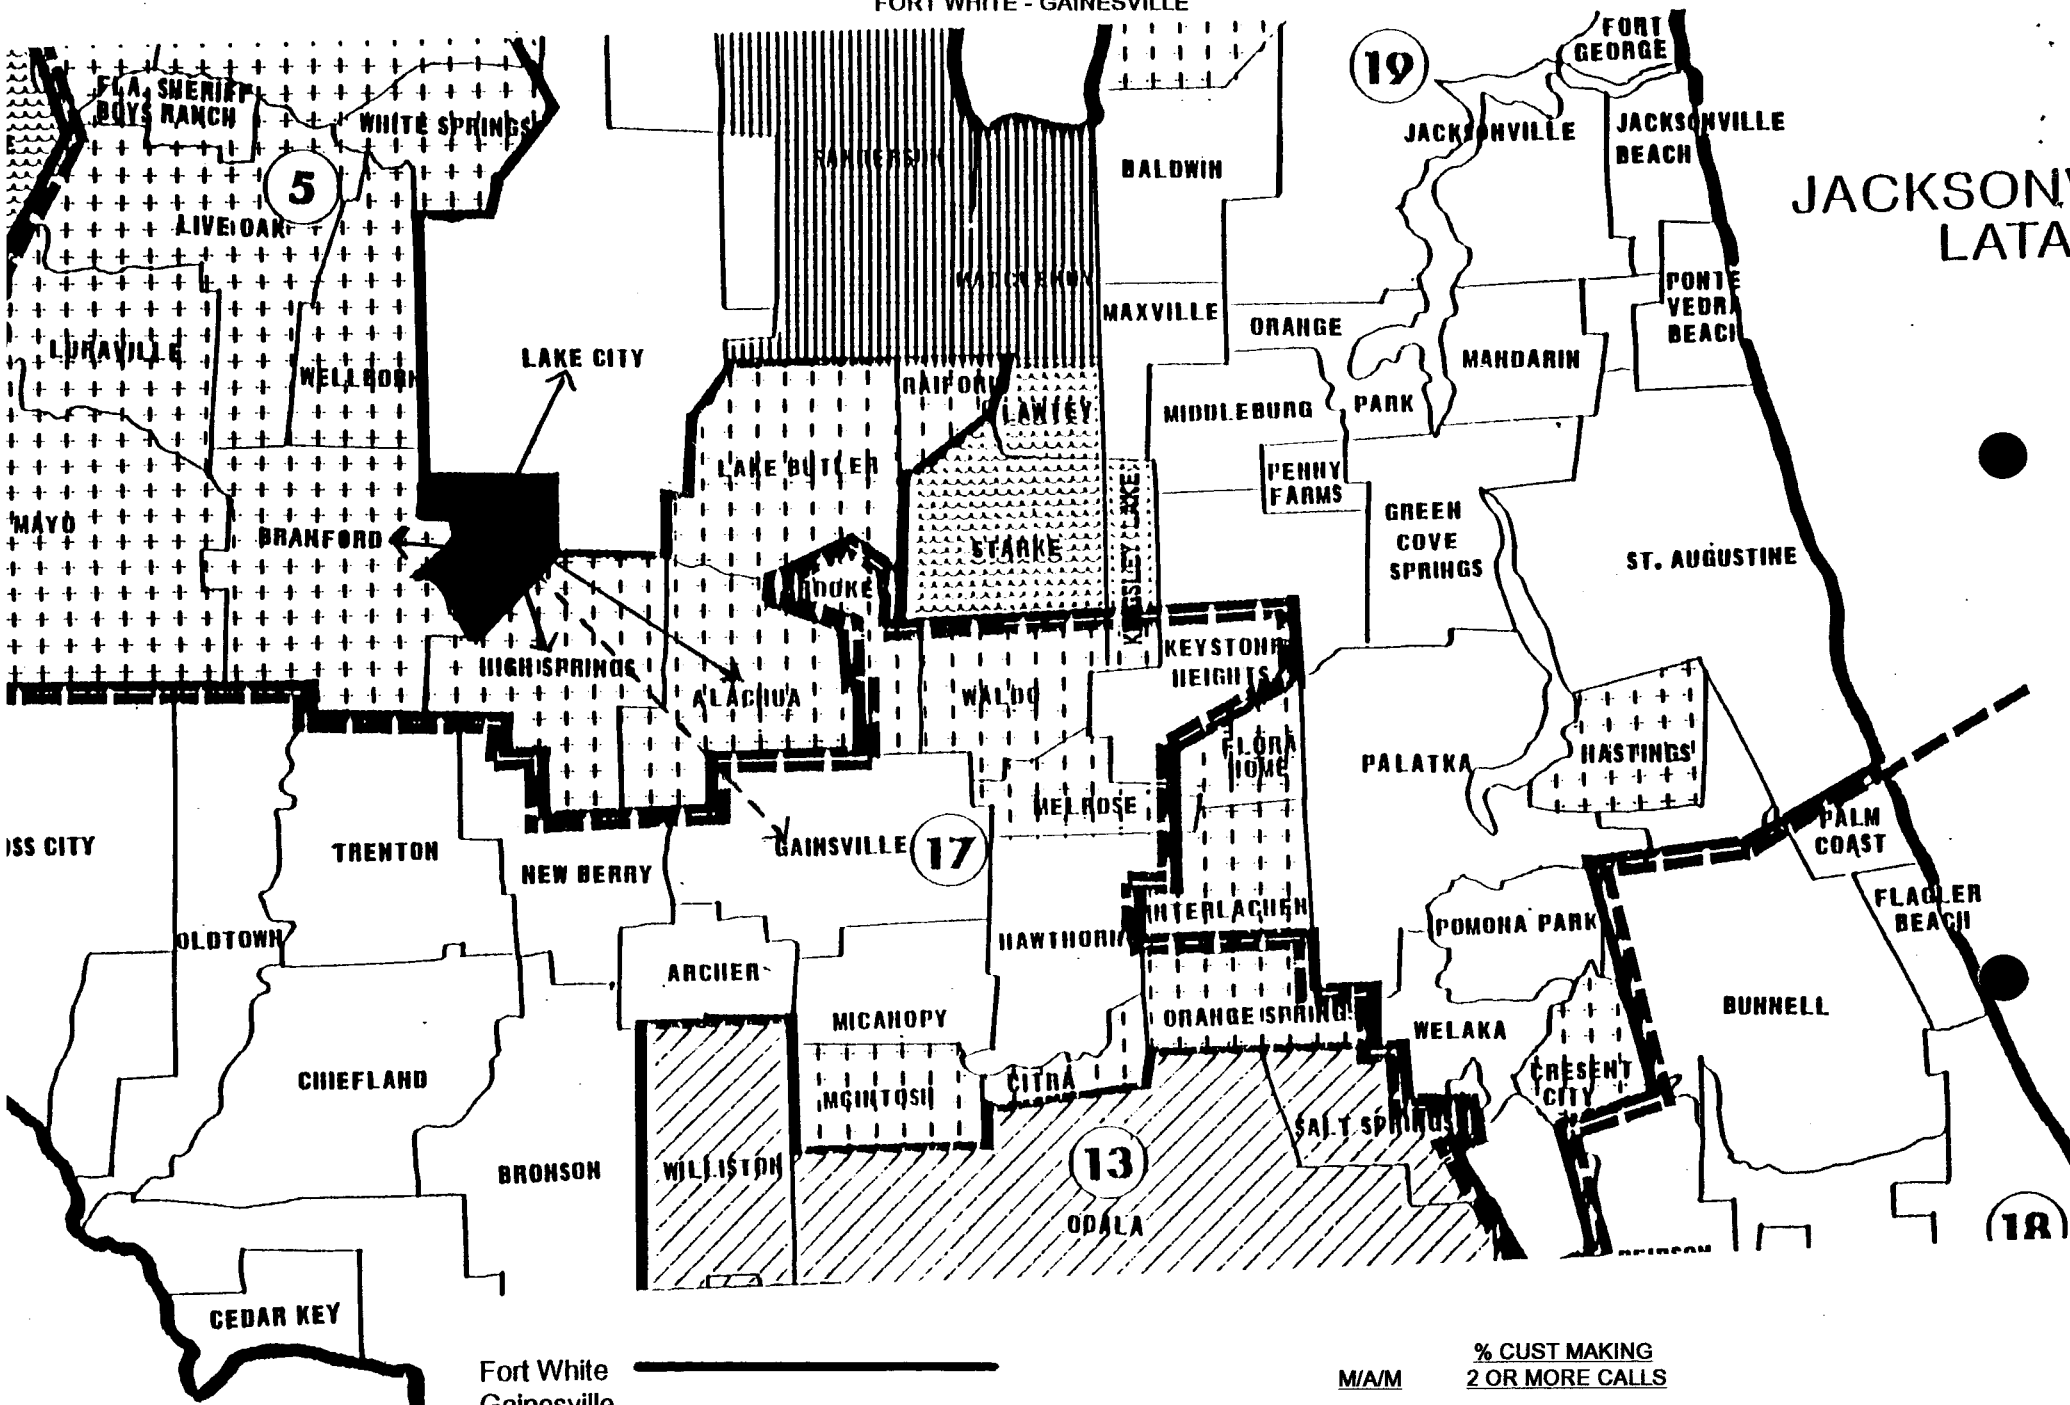 FORT WHITE - GAINESVILLE
19
FORT
GEORGE
FLA. SHERIFF
BOYS RANCH
WHITE SPRINGS
JACKSONVILLE
JACKSONVILLE
BEACH
SANDERSON
BALDWIN
5
LIVE OAK
JACKSONV
LATA
MACCLENNY
MAXVILLE
ORANGE
PARK
PONTE
VEDRA
BEACH
LURAVILLE
WELLBORN
LAKE CITY
RAIFORD
LAWTEY
MIDDLEBURG
MANDARIN
LAKE BUTLER
PENNY
FARMS
KINGSLEY LAKE
GREEN
COVE
SPRINGS
MAYO
BRANFORD
STARKE
ST. AUGUSTINE
HIGH SPRINGS
ALACHUA
WALDO
KEYSTONE
HEIGHTS
FLORA
HOME
PALATKA
HASTINGS
MELROSE
OSS CITY
TRENTON
NEW BERRY
GAINSVILLE
17
PALM
COAST
FLAGLER
BEACH
OLDTOWN
ARCHER
HAWTHORN
INTERLACHEN
POMONA PARK
MICANOPY
ORANGE SPRING
WELAKA
BUNNELL
CHIEFLAND
MCINTOSH
CITRA
CRESENT
CITY
SALT SPRINGS
BRONSON
WILLISTON
13
OCALA
18
CEDAR KEY
Fort White
Gainesville
% CUST MAKING
M/A/M 2 OR MORE CALLS